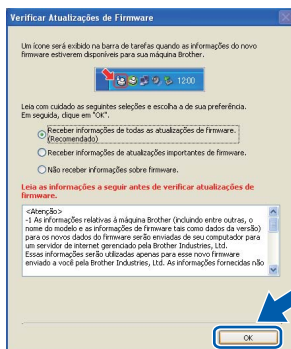 Verificar Atualizações de Firmware
Um ícone será exibido na barra de tarefas quando as informações do novo
firmware estiverem disponíveis para sua máquina Brother.
12:00
Leia com cuidado as seguintes seleções e escolha a de sua preferência.
Em seguida, clique em "OK".
Receber informações de todas as atualizações de firmware.
(Recomendado)
Receber informações de atualizações importantes de firmware.
Não receber informações sobre firmware.
Leia as informações a seguir antes de verificar atualizações de
firmware.
<Atenção>
-1 As informações relativas à máquina Brother (incluindo entre outras, o
nome do modelo e as informações de firmware tais como dados da versão)
para os novos dados do firmware serão enviadas de seu computador para
um servidor de internet gerenciado pela Brother Industries, Ltd.
Essas informações serão utilizadas apenas para esse novo firmware
enviado a você pela Brother Industries, Ltd. As informações fornecidas não
OK